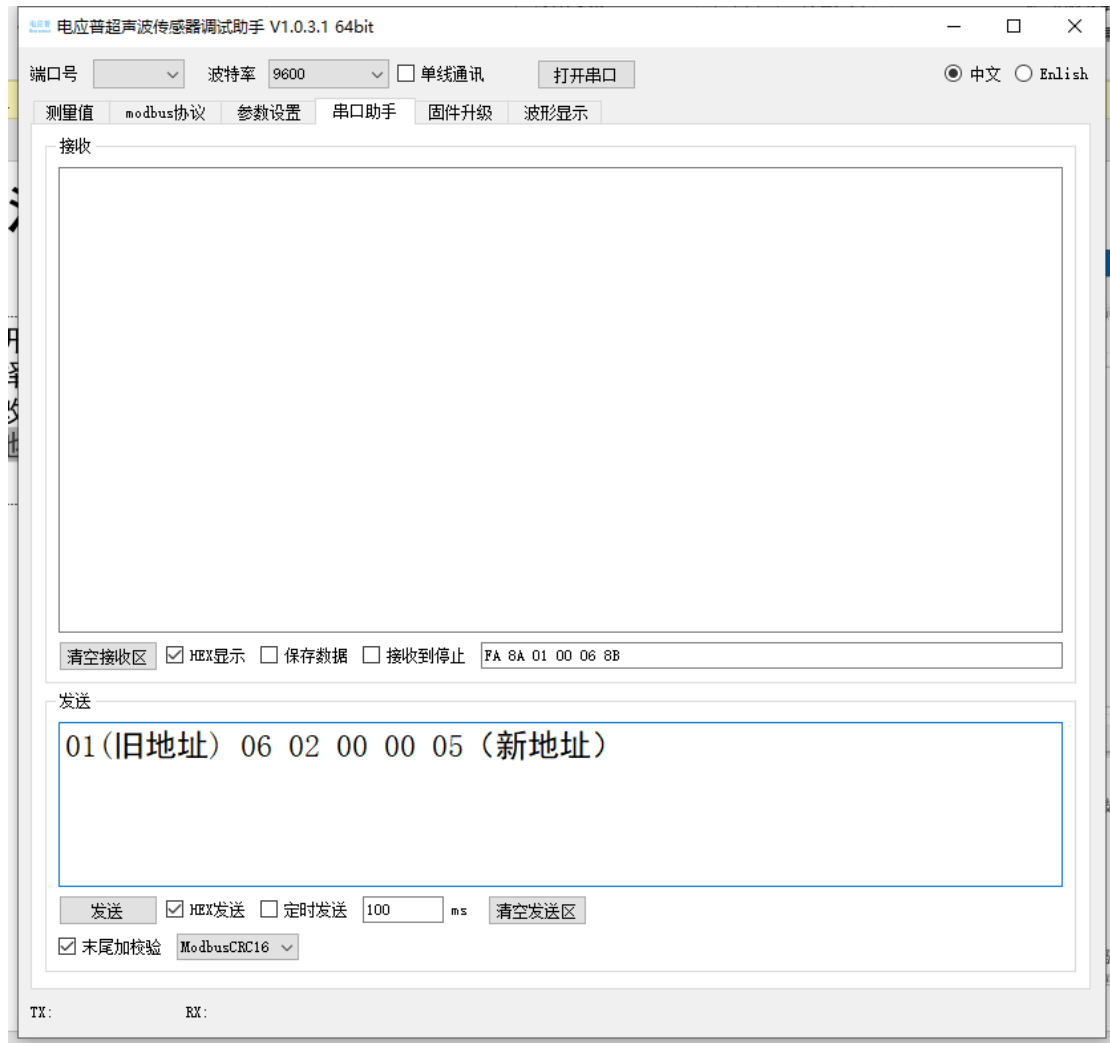 电应普超声波传感器调试助手 V1.0.3.1 64bit
端口号 波特率 9600 单线通讯 打开串口 中文 Enlish
测量值 modbus协议 参数设置 串口助手 固件升级 波形显示
接收
清空接收区 HEX显示 保存数据 接收到停止 FA 8A 01 00 06 8B
发送
01(旧地址) 06 02 00 00 05（新地址）
发送 HEX发送 定时发送 100 ms 清空发送区
末尾加校验 ModbusCRC16
TX: RX: